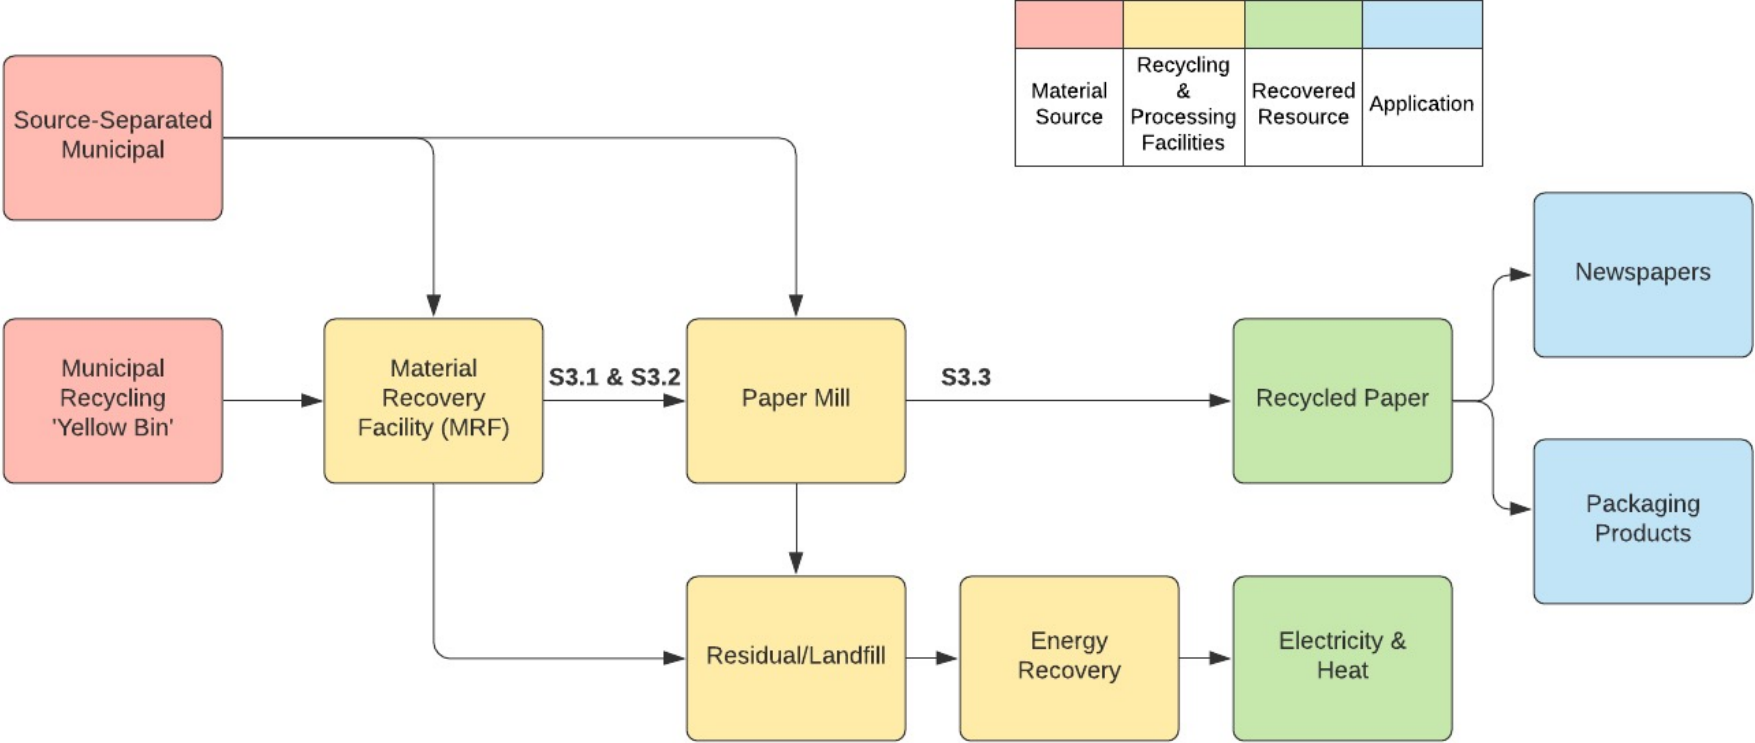 Material
Source
Recycling
&
Processing
Facilities
Recovered
Resource
Application
Source-Separated
Municipal
Municipal
Recycling
'Yellow Bin'
Material
Recovery
Facility (MRF)
S3.1 & S3.2
Paper Mill
S3.3
Recycled Paper
Newspapers
Packaging
Products
Residual/Landfill
Energy
Recovery
Electricity &
Heat